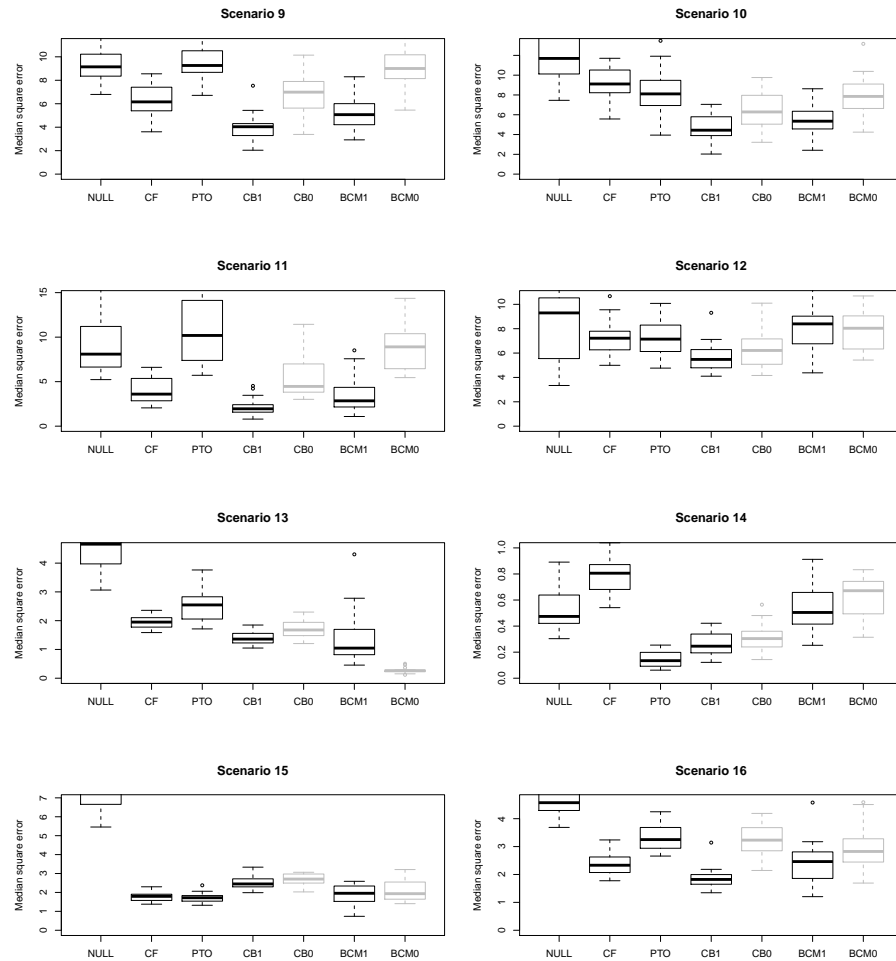 Scenario 9
Median square error
0 2 4 6 8 10
NULL CF PTO CB1 CB0 BCM1 BCM0
Scenario 10
Median square error
0 2 4 6 8 10
NULL CF PTO CB1 CB0 BCM1 BCM0
Scenario 11
Median square error
0 5 10 15
NULL CF PTO CB1 CB0 BCM1 BCM0
Scenario 12
Median square error
0 2 4 6 8 10
NULL CF PTO CB1 CB0 BCM1 BCM0
Scenario 13
Median square error
0 1 2 3 4
NULL CF PTO CB1 CB0 BCM1 BCM0
Scenario 14
Median square error
0.0 0.2 0.4 0.6 0.8 1.0
NULL CF PTO CB1 CB0 BCM1 BCM0
Scenario 15
Median square error
0 1 2 3 4 5 6 7
NULL CF PTO CB1 CB0 BCM1 BCM0
Scenario 16
Median square error
0 1 2 3 4
NULL CF PTO CB1 CB0 BCM1 BCM0